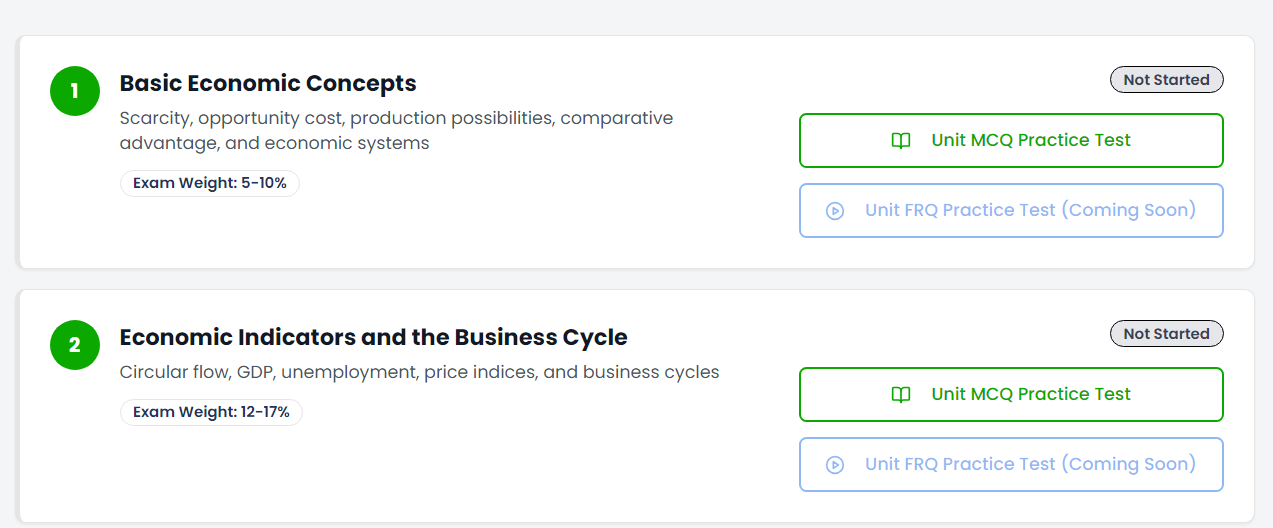 1
Basic Economic Concepts
Scarcity, opportunity cost, production possibilities, comparative
advantage, and economic systems
Exam Weight: 5-10%
Not Started
Unit MCQ Practice Test
Unit FRQ Practice Test (Coming Soon)
2
Economic Indicators and the Business Cycle
Circular flow, GDP, unemployment, price indices, and business cycles
Exam Weight: 12-17%
Not Started
Unit MCQ Practice Test
Unit FRQ Practice Test (Coming Soon)